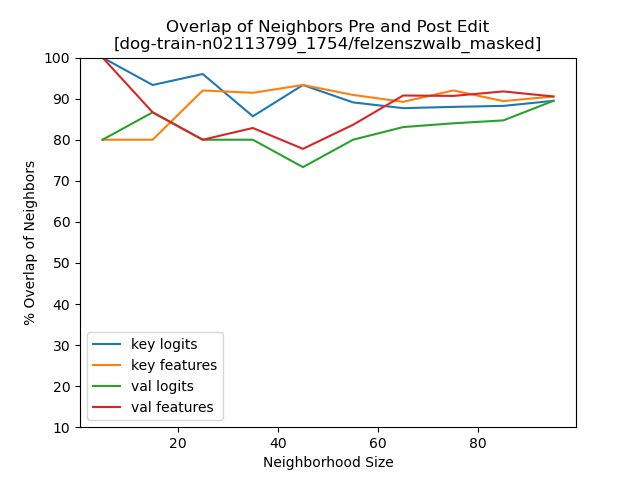 Overlap of Neighbors Pre and Post Edit
[dog-train-n02113799_1754/felzenszwalb_masked]
100
90
80
70
60
50
40
30
20
10
% Overlap of Neighbors
key logits
key features
val logits
val features
20 40 60 80
Neighborhood Size